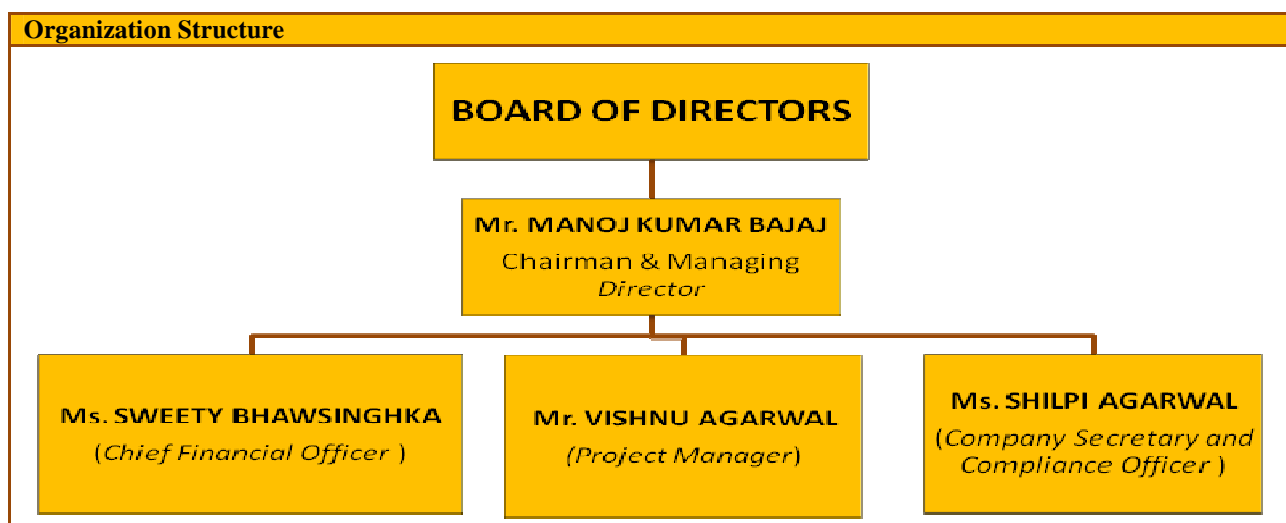 Organization Structure
BOARD OF DIRECTORS
Mr. MANOJ KUMAR BAJAJ
Chairman & Managing
Director
Ms. SWEETY BHAWSINGHKA
(Chief Financial Officer )
Mr. VISHNU AGARWAL
(Project Manager)
Ms. SHILPI AGARWAL
(Company Secretary and
Compliance Officer )